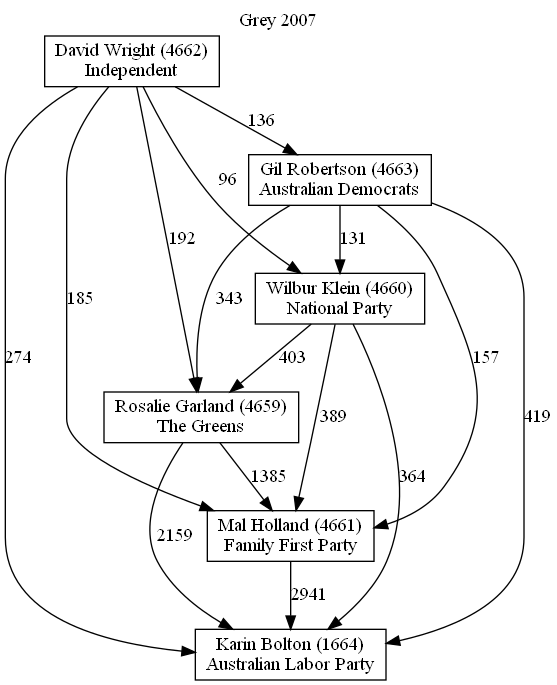 Grey 2007
David Wright (4662)
Independent
136
Gil Robertson (4663)
Australian Democrats
96
192
131
Wilbur Klein (4660)
National Party
343
185
274
403
157
Rosalie Garland (4659)
The Greens
389
419
1385
364
Mal Holland (4661)
Family First Party
2159
2941
Karin Bolton (1664)
Australian Labor Party